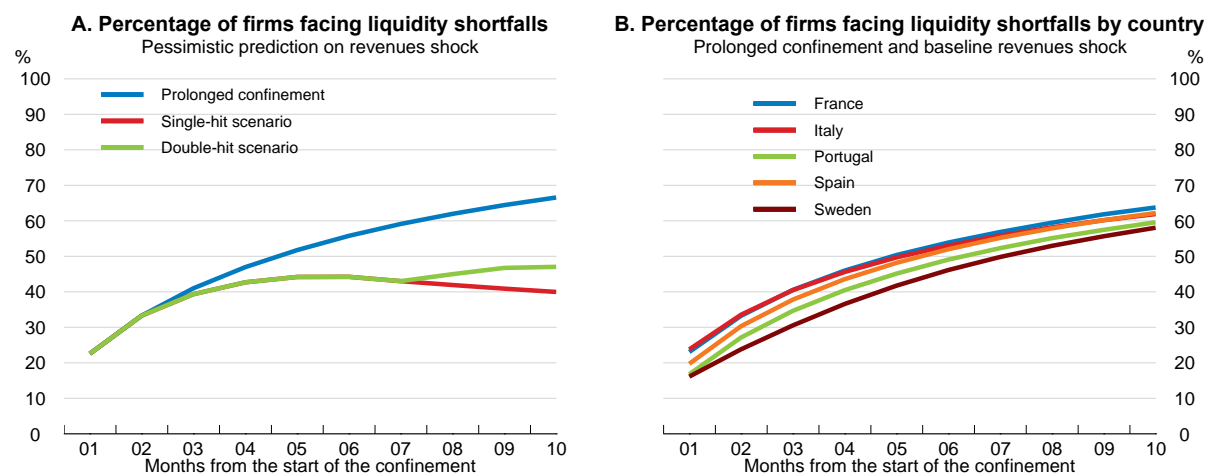 A. Percentage of firms facing liquidity shortfalls
Pessimistic prediction on revenues shock
%
100
90
80
70
60
50
40
30
20
10
0
Prolonged confinement
Single-hit scenario
Double-hit scenario
01 02 03 04 05 06 07 08 09 10
Months from the start of the confinement
B. Percentage of firms facing liquidity shortfalls by country
Prolonged confinement and baseline revenues shock
%
100
90
80
70
60
50
40
30
20
10
0
France
Italy
Portugal
Spain
Sweden
01 02 03 04 05 06 07 08 09 10
Months from the start of the confinement